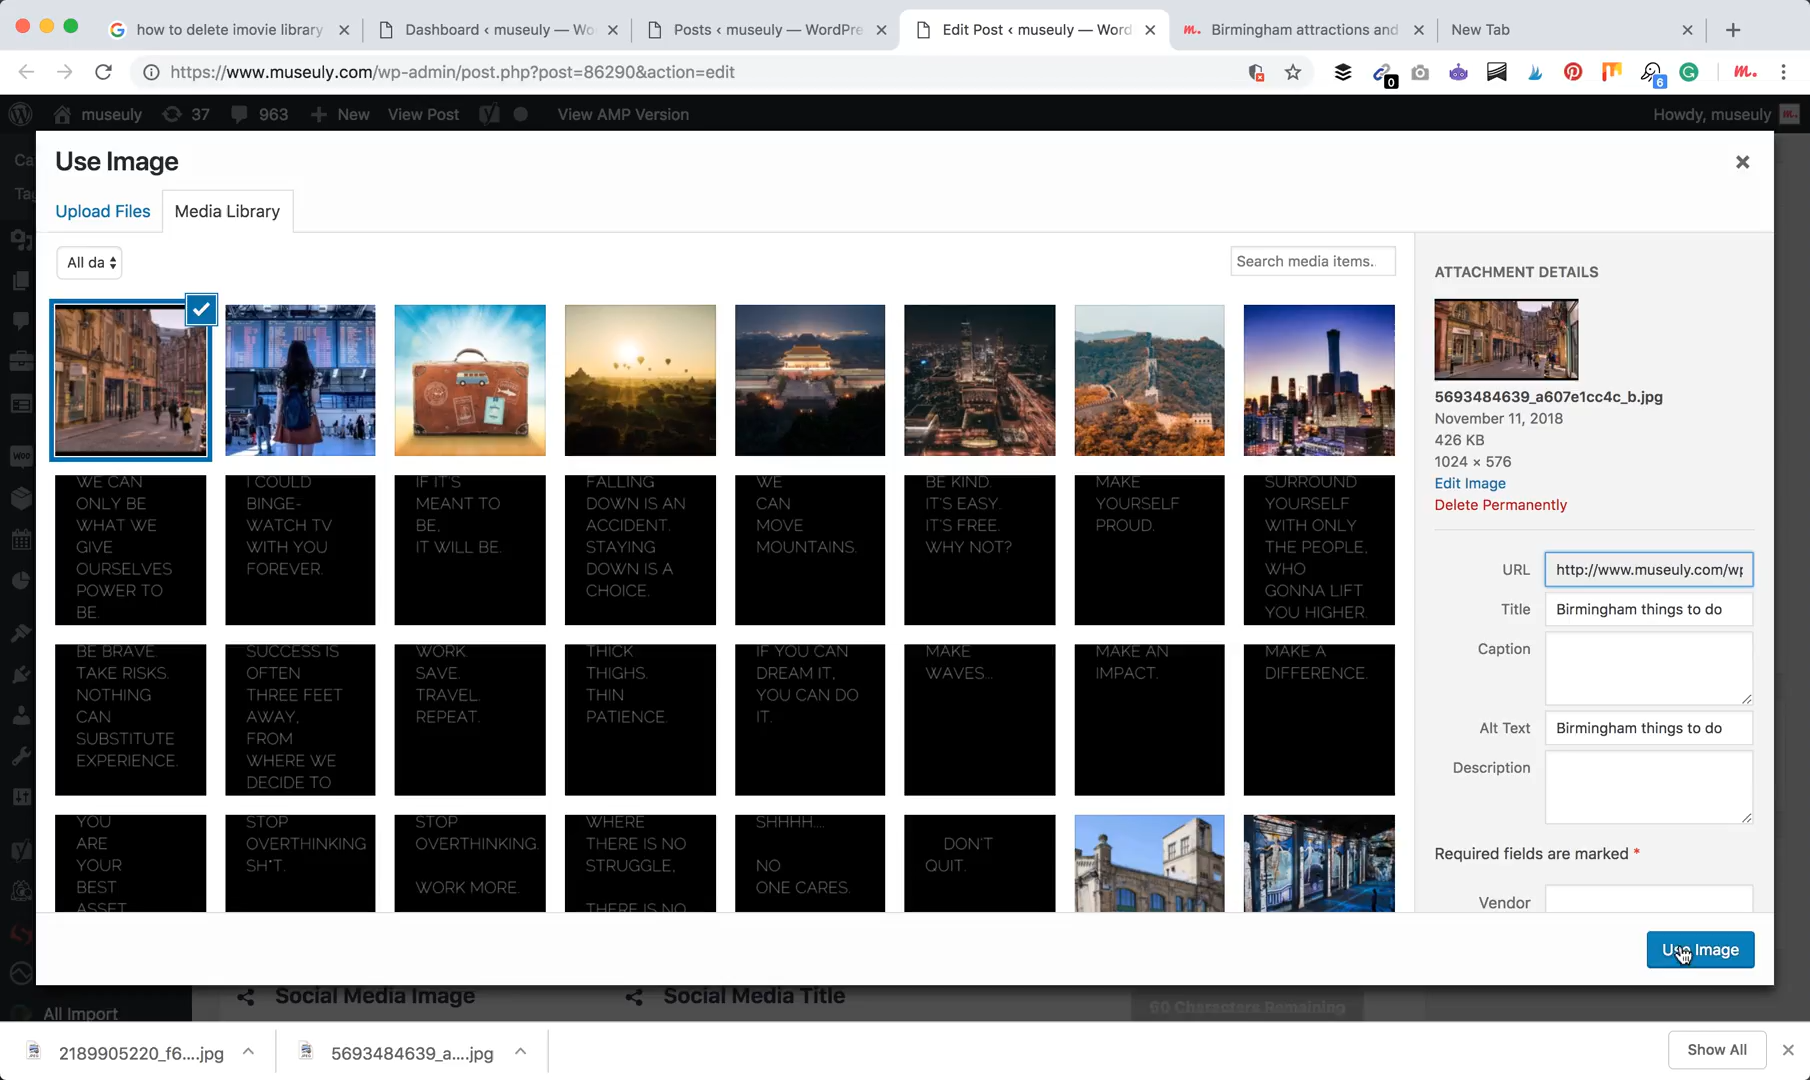 how to delete imovie library
Dashboard ‹ museuly — Wo
Posts ‹ museuly — WordPre
Edit Post ‹ museuly — Word
m. Birmingham attractions and
New Tab
https://www.museuly.com/wp-admin/post.php?post=86290&action=edit
0
6
m.
museuly
37
963
New
View Post
View AMP Version
Howdy, museuly
Use Image
Upload Files
Media Library
All da
Search media items..
WE CAN
ONLY BE
WHAT WE
GIVE
OURSELVES
POWER TO
BE.
I COULD
BINGE-
WATCH TV
WITH YOU
FOREVER.
IF IT'S
MEANT TO
BE,
IT WILL BE.
FALLING
DOWN IS AN
ACCIDENT.
STAYING
DOWN IS A
CHOICE.
WE
CAN
MOVE
MOUNTAINS.
BE KIND.
IT'S EASY.
IT'S FREE.
WHY NOT?
MAKE
YOURSELF
PROUD.
SURROUND
YOURSELF
WITH ONLY
THE PEOPLE,
WHO
GONNA LIFT
YOU HIGHER.
BE BRAVE.
TAKE RISKS.
NOTHING
CAN
SUBSTITUTE
EXPERIENCE.
SUCCESS IS
OFTEN
THREE FEET
AWAY,
FROM
WHERE WE
DECIDE TO
WORK.
SAVE.
TRAVEL.
REPEAT.
THICK
THIGHS.
THIN
PATIENCE.
IF YOU CAN
DREAM IT,
YOU CAN DO
IT.
MAKE
WAVES...
MAKE AN
IMPACT.
MAKE A
DIFFERENCE.
YOU
ARE
YOUR
BEST
ASSET
STOP
OVERTHINKING
SH*T.
STOP
OVERTHINKING.
WORK MORE.
WHERE
THERE IS NO
STRUGGLE,
THERE IS NO
SHHHH....
NO
ONE CARES.
DON'T
QUIT.
ATTACHMENT DETAILS
5693484639_a607e1cc4c_b.jpg
November 11, 2018
426 KB
1024 × 576
Edit Image
Delete Permanently
URL http://www.museuly.com/wp
Title Birmingham things to do
Caption
Alt Text Birmingham things to do
Description
Required fields are marked *
Vendor
Use Image
Social Media Image
Social Media Title
60 Characters Remaining
All Import
2189905220_f6....jpg
5693484639_a....jpg
Show All